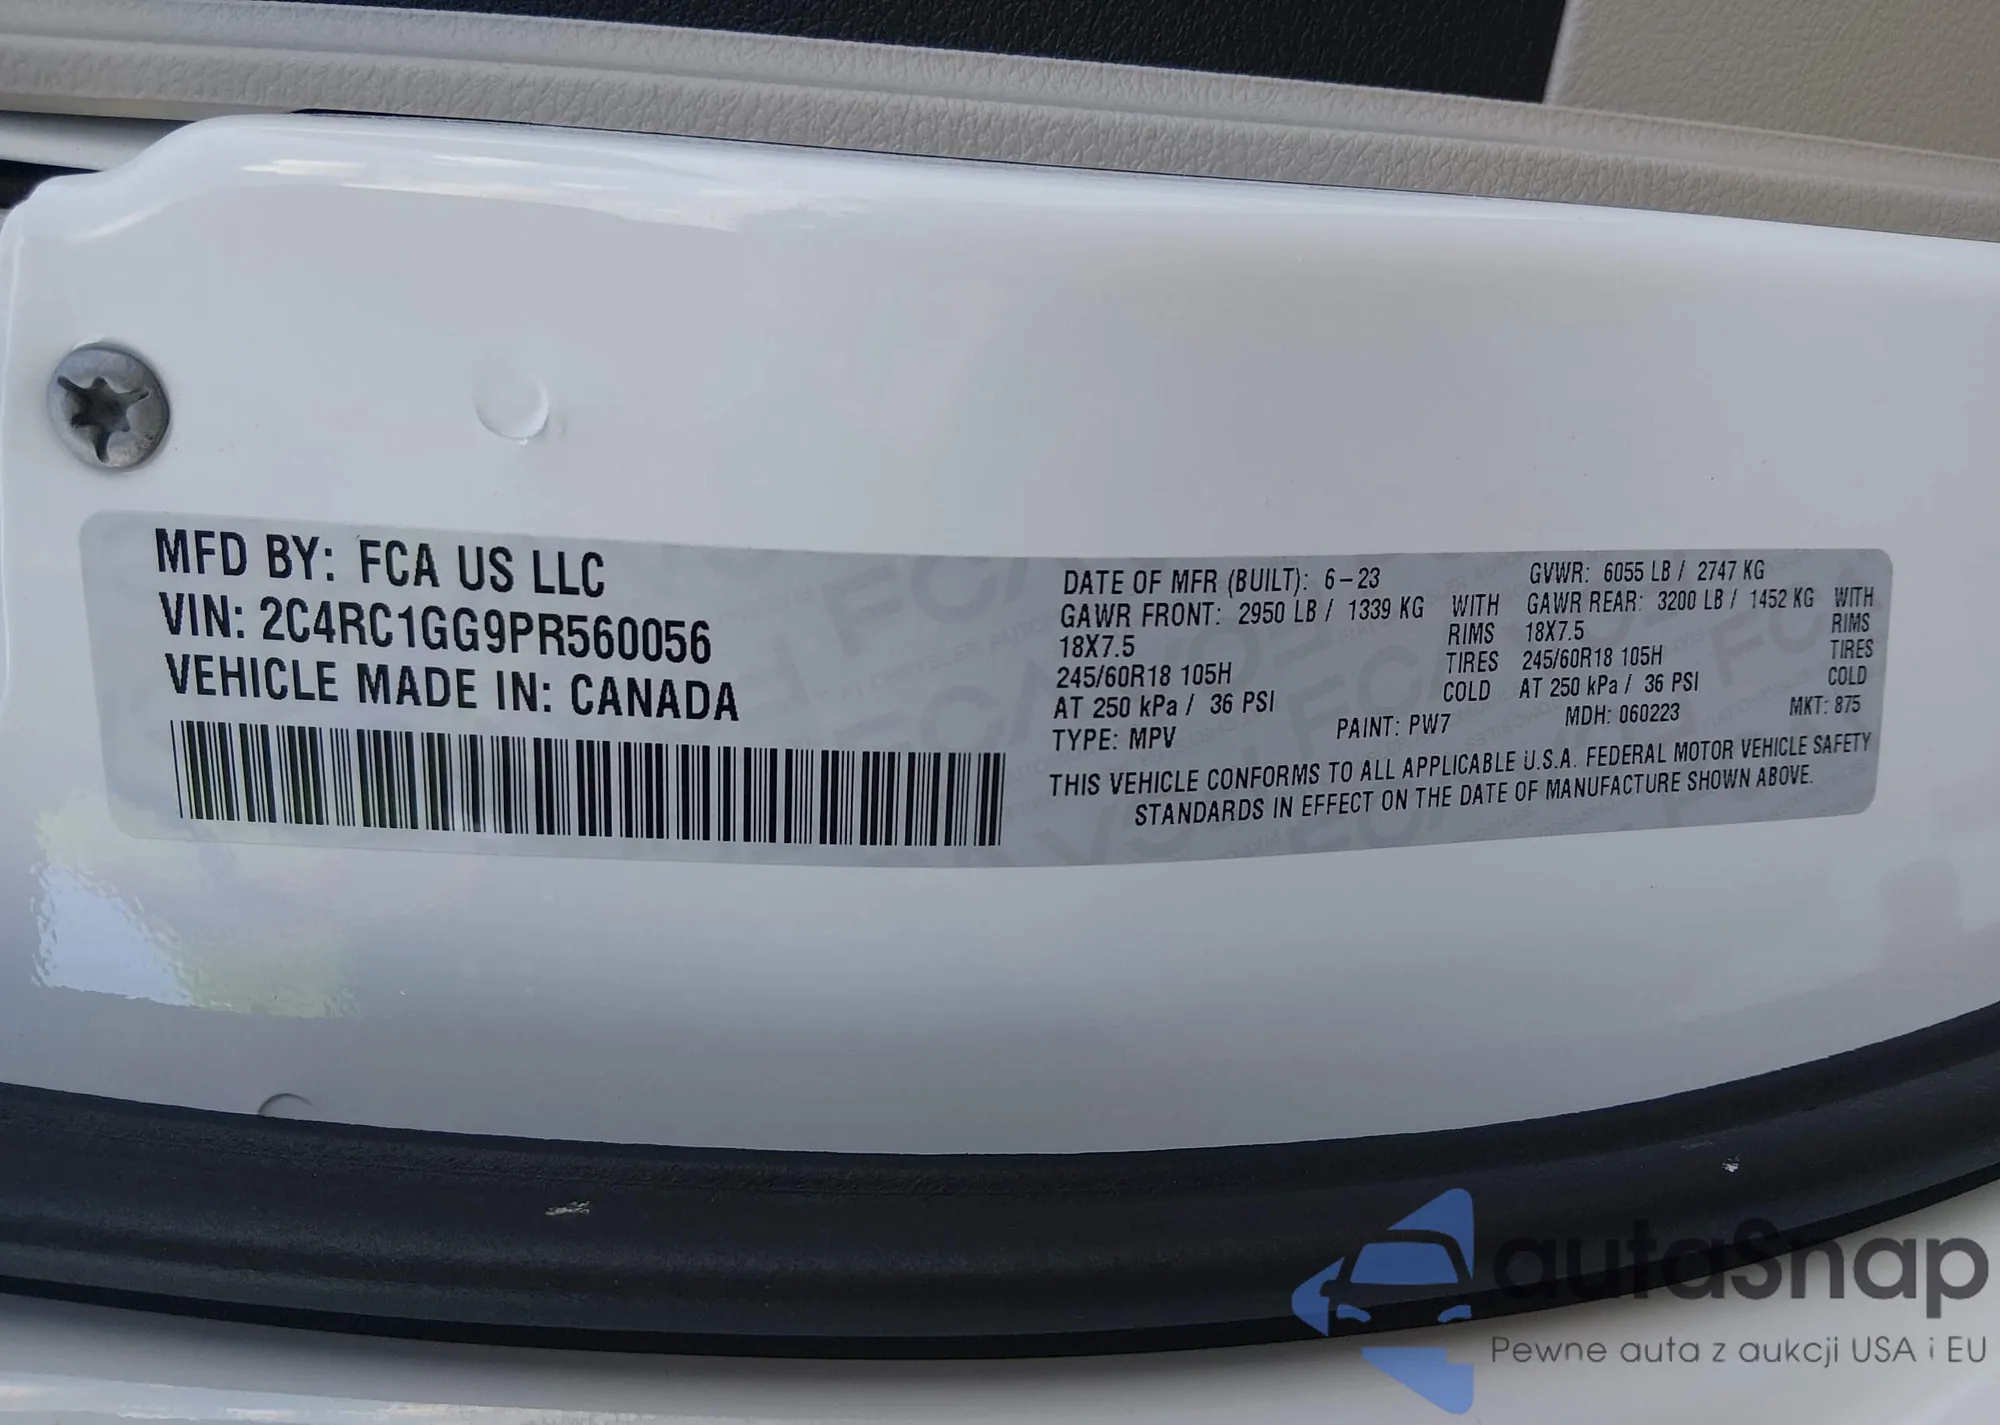 MFD BY: FCA US LLC
VIN: 2C4RC1GG9PR560056
VEHICLE MADE IN: CANADA
DATE OF MFR (BUILT): 6-23 GVWR: 6055 LB / 2747 KG
GAWR FRONT: 2950 LB / 1339 KG WITH GAWR REAR: 3200 LB / 1452 KG WITH
18X7.5 RIMS 18X7.5 RIMS
245/60R18 105H TIRES 245/60R18 105H TIRES
AT 250 kPa / 36 PSI COLD AT 250 kPa / 36 PSI COLD
TYPE: MPV PAINT: PW7 MDH: 060223 MKT: 875
THIS VEHICLE CONFORMS TO ALL APPLICABLE U.S.A. FEDERAL MOTOR VEHICLE SAFETY
STANDARDS IN EFFECT ON THE DATE OF MANUFACTURE SHOWN ABOVE.
autaSnap
Pewne auta z aukcji USA i EU